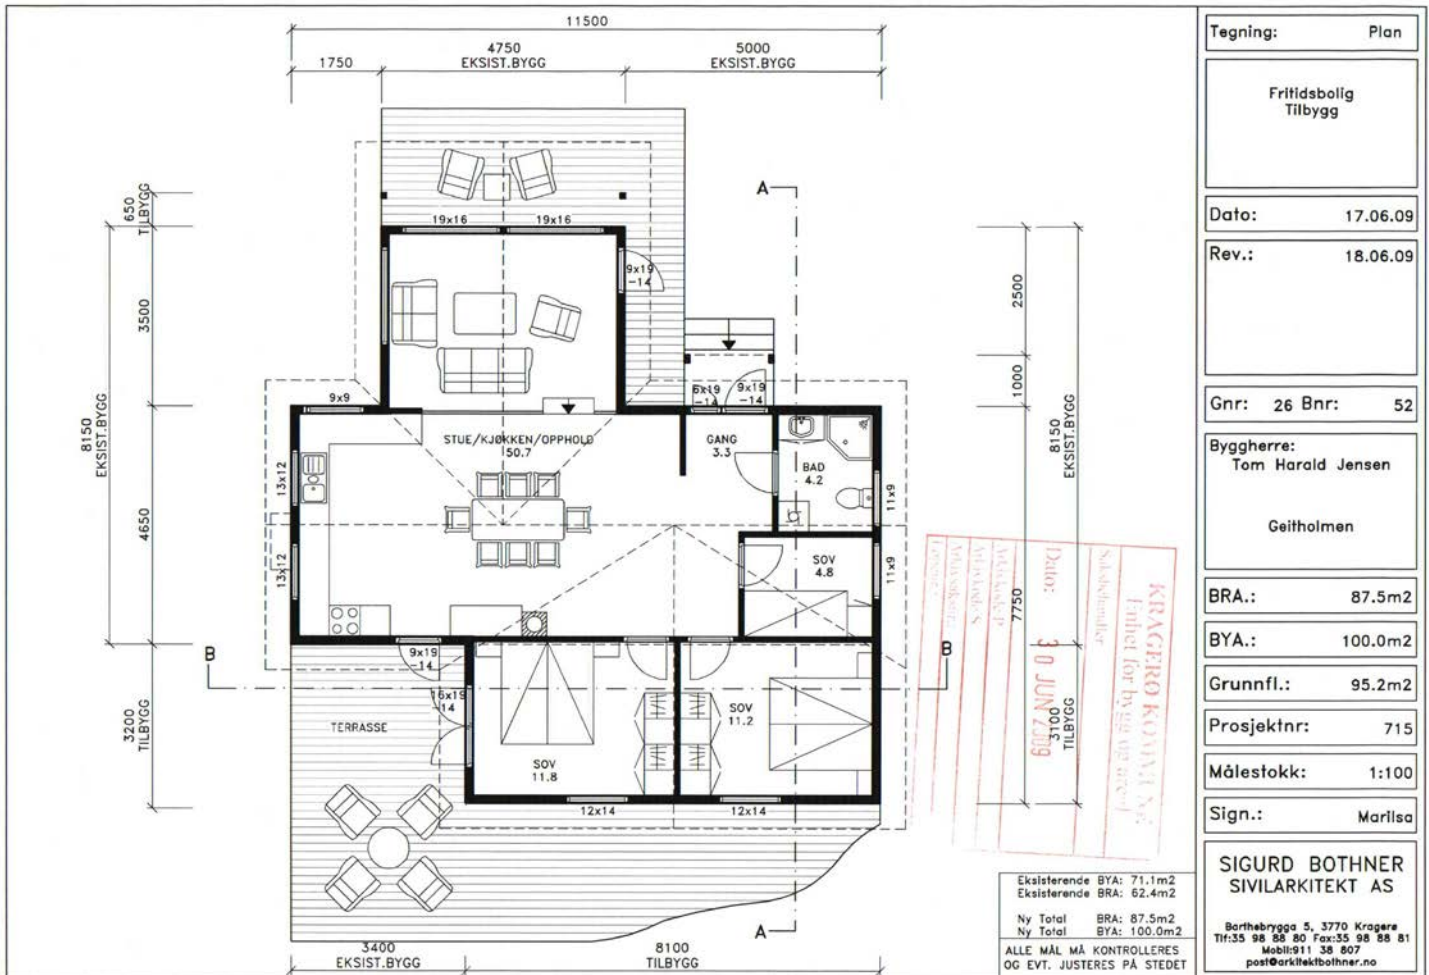 11500
4750
EKSIST.BYGG
5000
EKSIST.BYGG
1750
650
TILBYGG
3500
8150
EKSIST.BYGG
4650
3200
TILBYGG
A
19x16
19x16
9x19
-14
2500
1000
6x19
-14
9x19
-14
9x9
STUE/KJØKKEN/OPPHOLD
50.7
GANG
3.3
BAD
4.2
13x12
13x12
11x9
11x9
SOV
4.8
8150
EKSIST.BYGG
7750
3100
TILBYGG
B
B
9x19
-14
16x19
-14
TERRASSE
SOV
11.8
SOV
11.2
12x14
12x14
A
3400
EKSIST.BYGG
8100
TILBYGG
KRAGERØ KOMMUNE
Enhet for bygg og areal
Saksbehandler
Dato:
30 JUN 2009
Eksisterende BYA: 71.1m2
Eksisterende BRA: 62.4m2
Ny Total BRA: 87.5m2
Ny Total BYA: 100.0m2
ALLE MÅL MÅ KONTROLLERES
OG EVT. JUSTERES PÅ STEDET
Tegning: Plan
Fritidsbolig
Tilbygg
Dato: 17.06.09
Rev.: 18.06.09
Gnr: 26 Bnr: 52
Byggherre:
Tom Harald Jensen
Geitholmen
BRA.: 87.5m2
BYA.: 100.0m2
Grunnfl.: 95.2m2
Prosjektnr: 715
Målestokk: 1:100
Sign.: Marilsa
SIGURD BOTHNER
SIVILARKITEKT AS
Barthebrygga 5, 3770 Kragerø
Tlf:35 98 88 80 Fax:35 98 88 81
Mobil:911 38 807
post@arkitektbothner.no